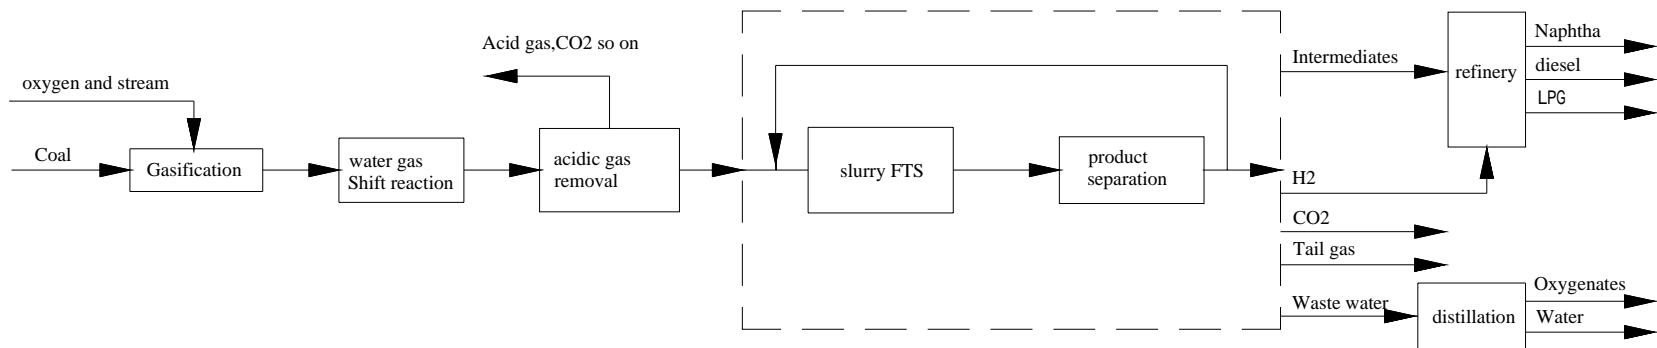 Acid gas,CO2 so on
oxygen and stream
Coal
Gasification
water gas
Shift reaction
acidic gas
removal
slurry FTS
product
separation
Intermediates
refinery
Naphtha
diesel
LPG
H2
CO2
Tail gas
Waste water
distillation
Oxygenates
Water